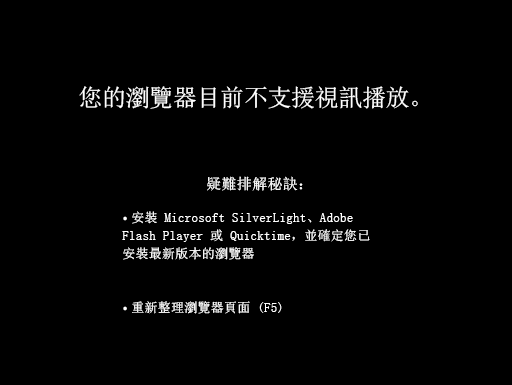 您的瀏覽器目前不支援視訊播放。
疑難排解秘訣:
• 安裝 Microsoft SilverLight、Adobe
Flash Player 或 Quicktime，並確定您已
安裝最新版本的瀏覽器
• 重新整理瀏覽器頁面 (F5)